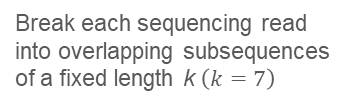 Break each sequencing read
into overlapping subsequences
of a fixed length k (k = 7)